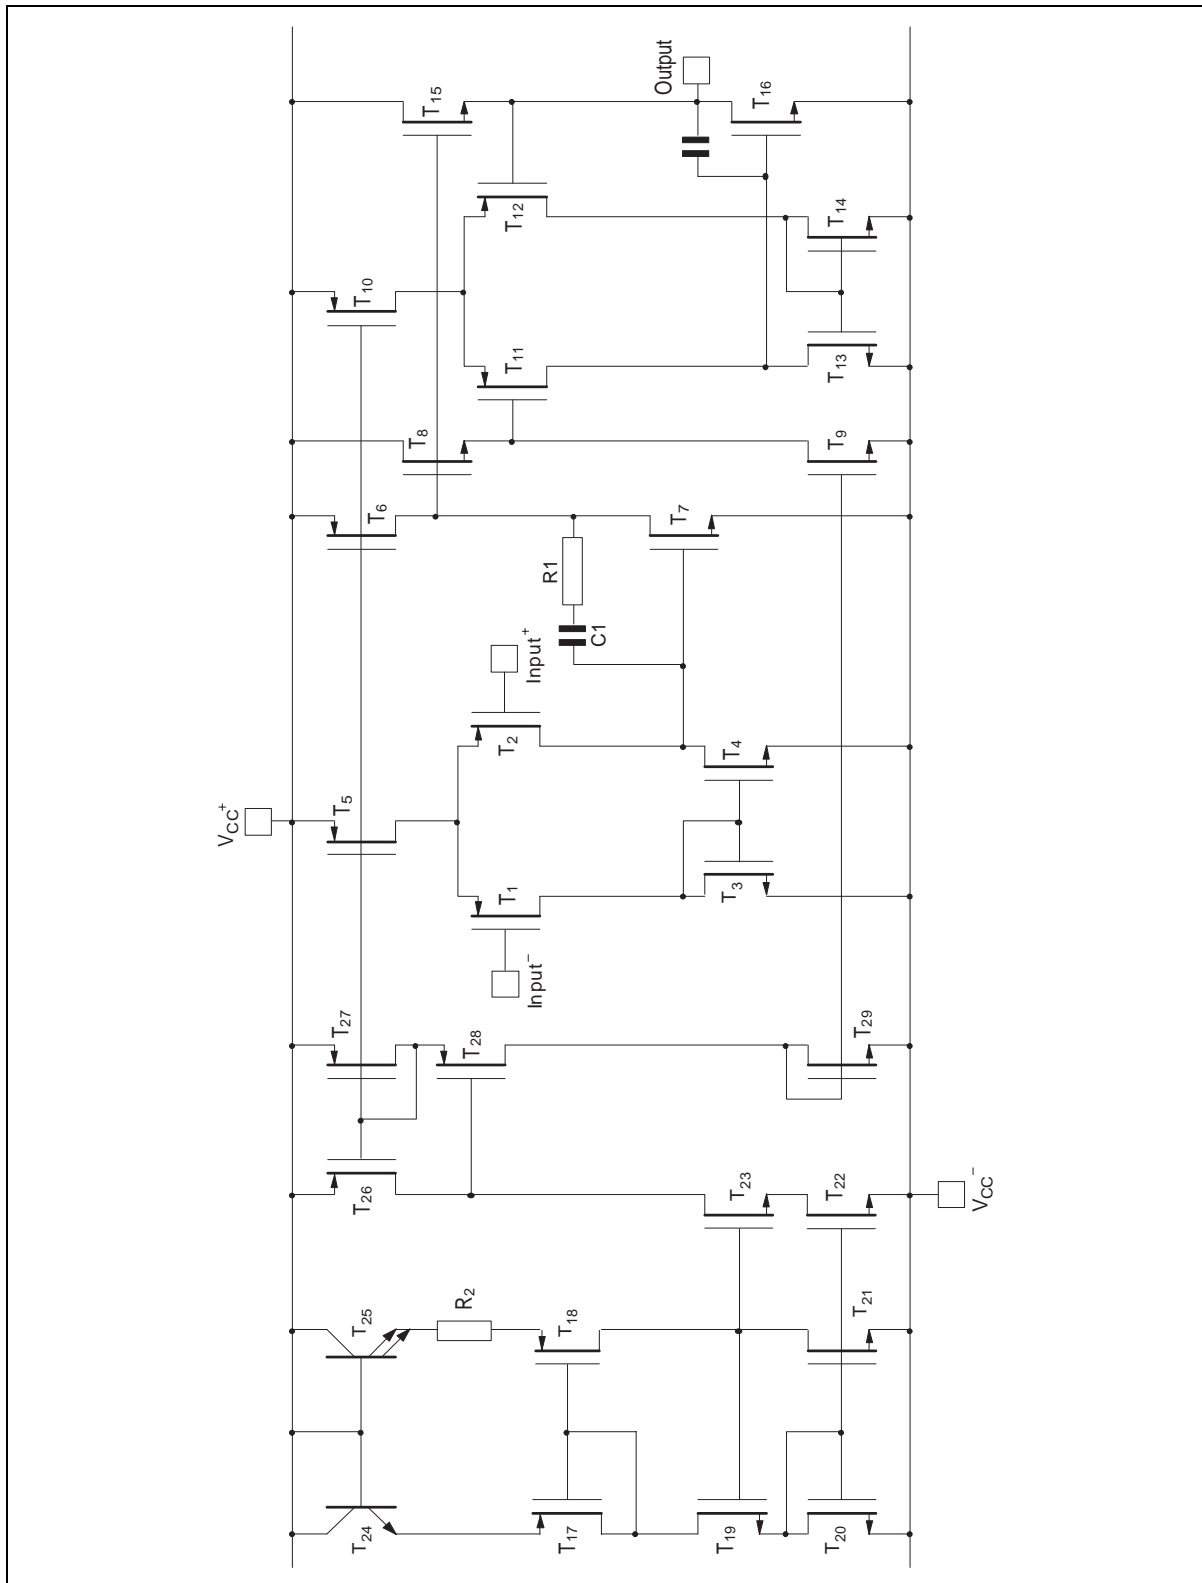 T24
T25
R2
T17
T18
T19
T20
T21
T26
T27
T28
T23
T22
T29
VCC−
Input−
VCC+
T5
T1
T2
Input+
T3
T4
C1
R1
T6
T7
T8
T9
T10
T11
T12
T13
T14
T15
Output
T16